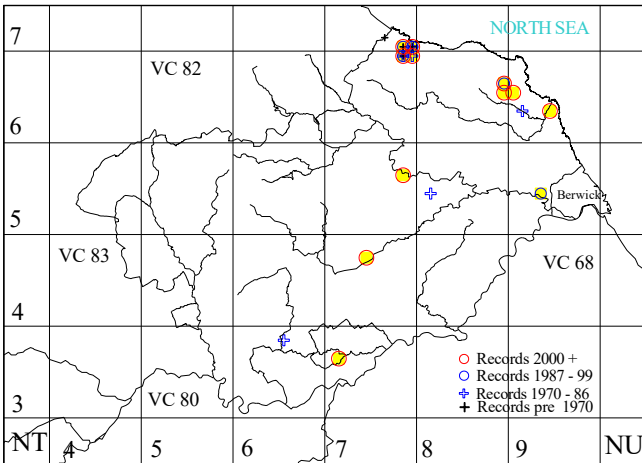 NORTH SEA
7
VC 82
6
Berwick
5
VC 83
VC 68
4
Records 2000 +
Records 1987 - 99
Records 1970 - 86
VC 80
Records pre 1970
3
NT 4 5 6 7 8 9 NU